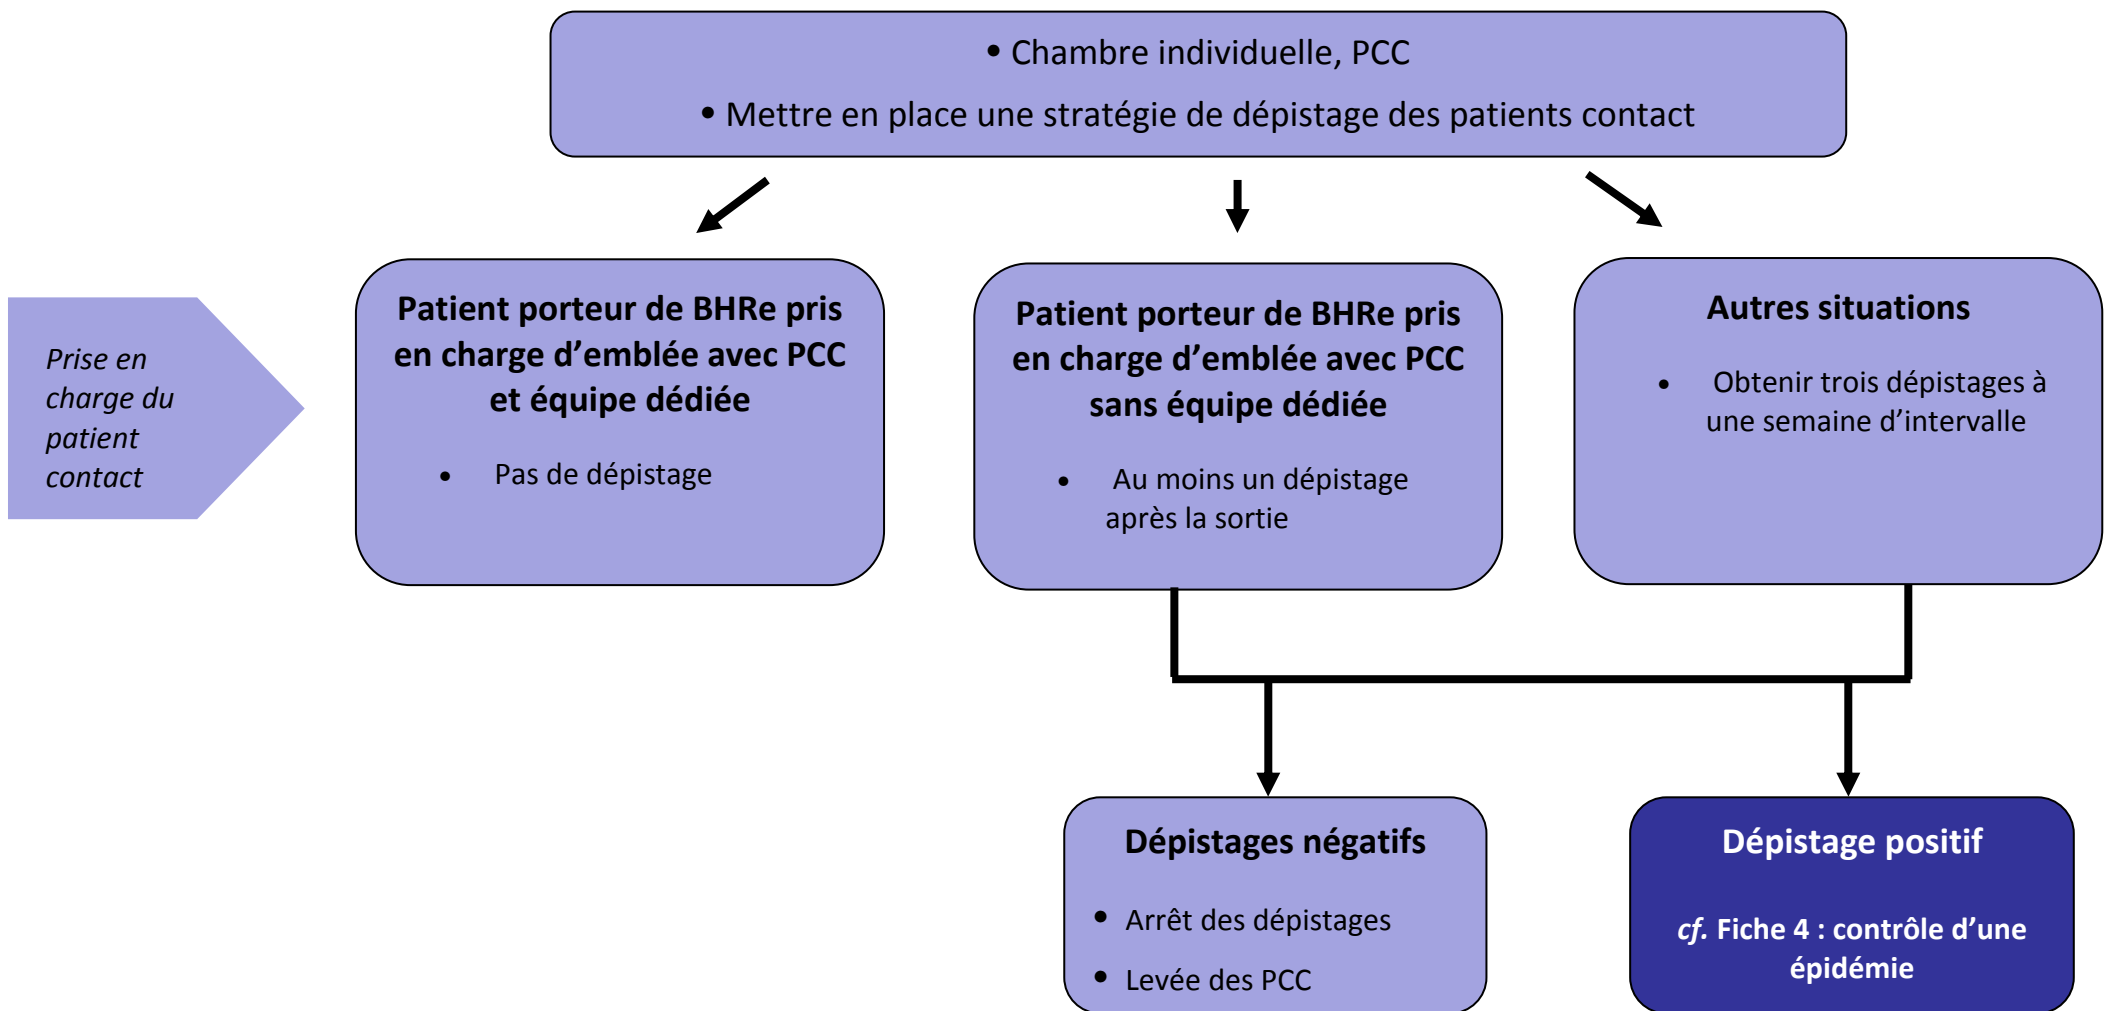 • Chambre individuelle, PCC
• Mettre en place une stratégie de dépistage des patients contact
Prise en
charge du
patient
contact
Patient porteur de BHRe pris
en charge d’emblée avec PCC
et équipe dédiée
• Pas de dépistage
Patient porteur de BHRe pris
en charge d’emblée avec PCC
sans équipe dédiée
• Au moins un dépistage
après la sortie
Autres situations
• Obtenir trois dépistages à
une semaine d’intervalle
Dépistages négatifs
• Arrêt des dépistages
• Levée des PCC
Dépistage positif
cf. Fiche 4 : contrôle d’une
épidémie